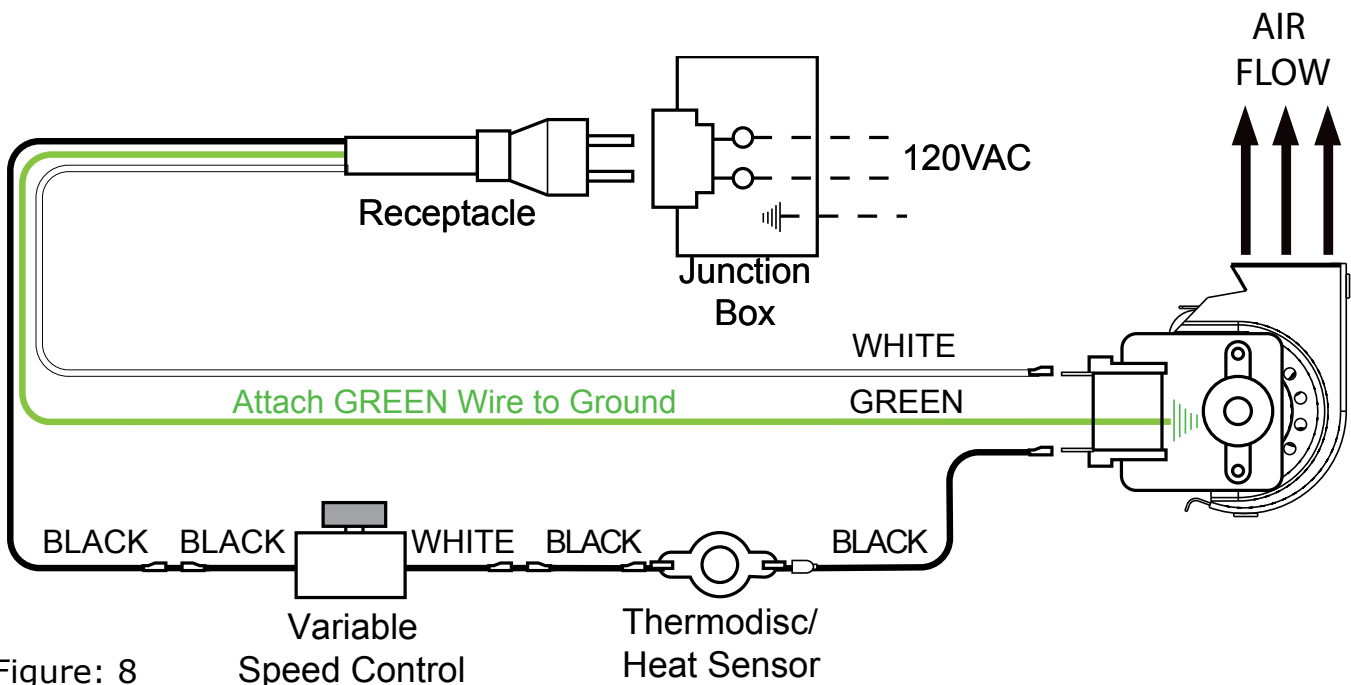 AIR
FLOW
120VAC
Receptacle
Junction
Box
WHITE
Attach GREEN Wire to Ground
GREEN
BLACK
BLACK
WHITE
BLACK
BLACK
Variable
Speed Control
Thermodisc/
Heat Sensor
Figure: 8